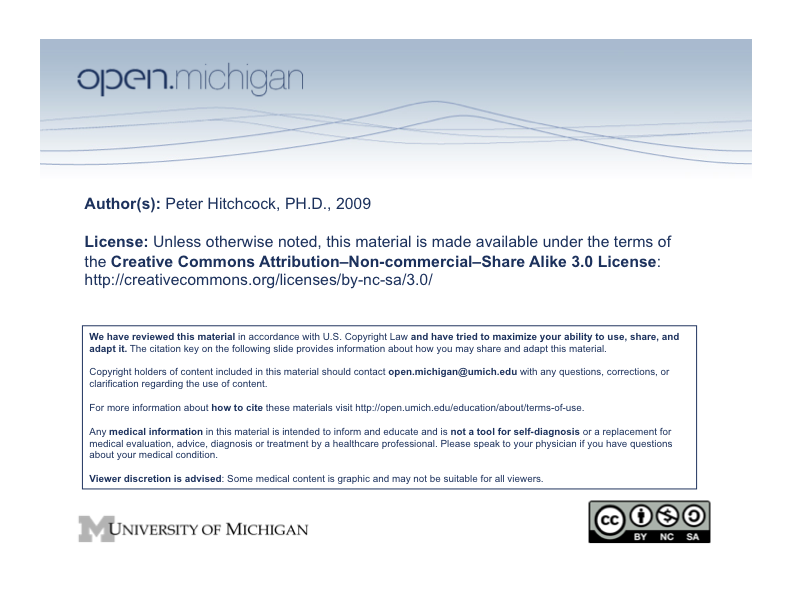 open.michigan
Author(s): Peter Hitchcock, PH.D., 2009
License: Unless otherwise noted, this material is made available under the terms of
the Creative Commons Attribution–Non-commercial–Share Alike 3.0 License:
http://creativecommons.org/licenses/by-nc-sa/3.0/
We have reviewed this material in accordance with U.S. Copyright Law and have tried to maximize your ability to use, share, and
adapt it. The citation key on the following slide provides information about how you may share and adapt this material.
Copyright holders of content included in this material should contact open.michigan@umich.edu with any questions, corrections, or
clarification regarding the use of content.
For more information about how to cite these materials visit http://open.umich.edu/education/about/terms-of-use.
Any medical information in this material is intended to inform and educate and is not a tool for self-diagnosis or a replacement for
medical evaluation, advice, diagnosis or treatment by a healthcare professional. Please speak to your physician if you have questions
about your medical condition.
Viewer discretion is advised: Some medical content is graphic and may not be suitable for all viewers.
M UNIVERSITY OF MICHIGAN
cc
BY NC SA